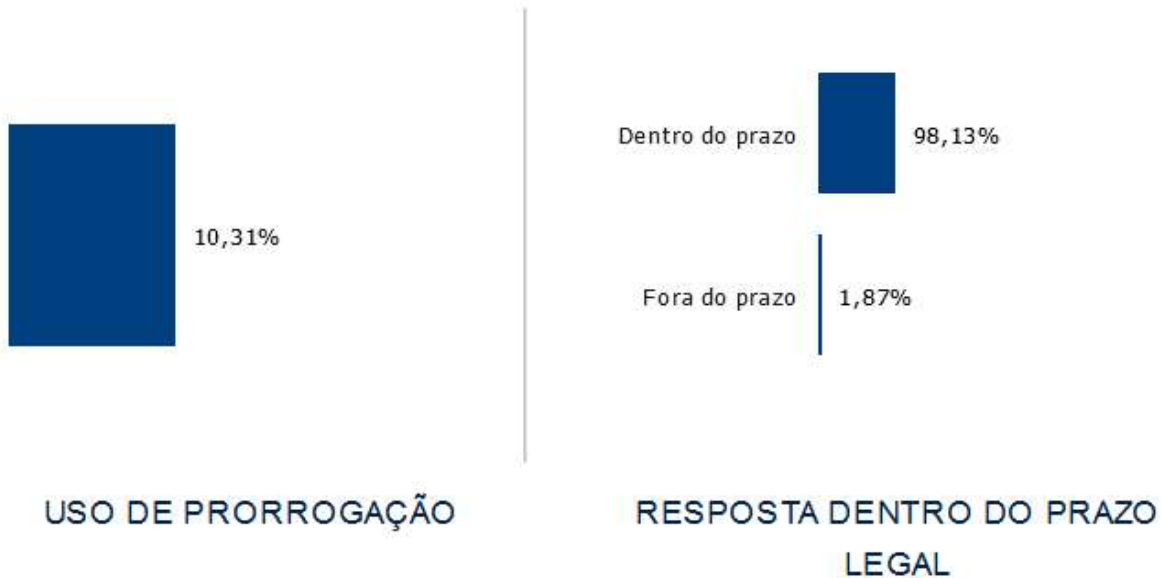 10,31%
USO DE PRORROGAÇÃO
Dentro do prazo 98,13%
Fora do prazo 1,87%
RESPOSTA DENTRO DO PRAZO
LEGAL